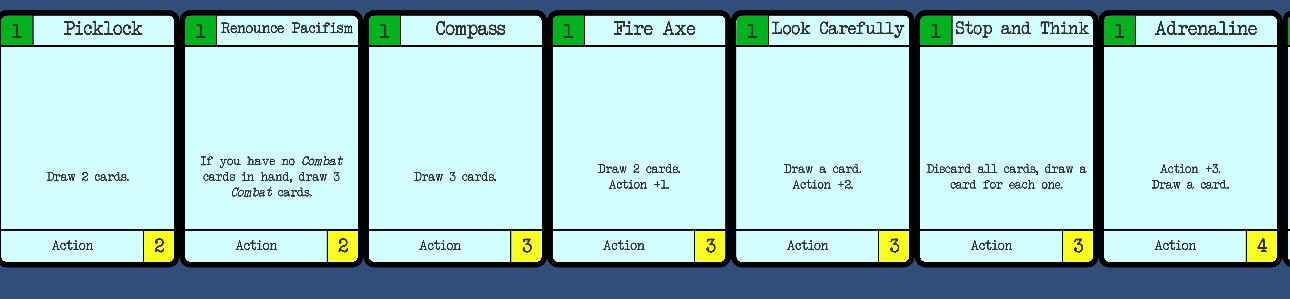 1 Picklock
Draw 2 cards.
Action 2
1 Renounce Pacifism
If you have no Combat
cards in hand, draw 3
Combat cards.
Action 2
1 Compass
Draw 3 cards.
Action 3
1 Fire Axe
Draw 2 cards.
Action +1.
Action 3
1 Look Carefully
Draw a card.
Action +2.
Action 3
1 Stop and Think
Discard all cards, draw a
card for each one.
Action 3
1 Adrenaline
Action +3.
Draw a card.
Action 4